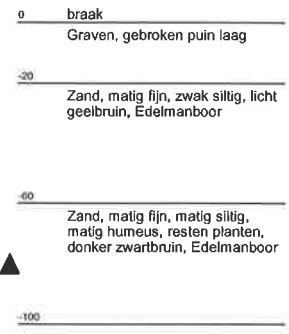 0 braak
Graven, gebroken puin laag
-20
Zand, matig fijn, zwak siltig, licht
geelbruin, Edelmanboor
-60
Zand, matig fijn, matig siltig,
matig humeus, resten planten,
donker zwartbruin, Edelmanboor
-100